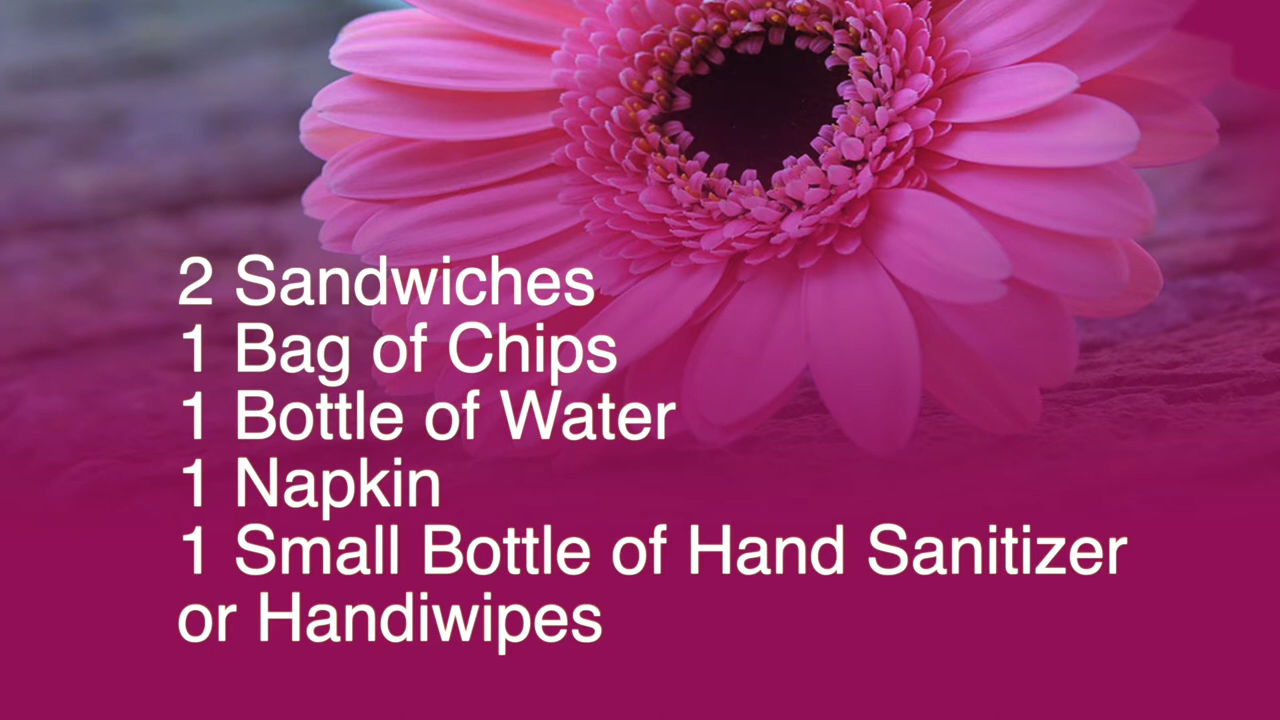 2 Sandwiches
1 Bag of Chips
1 Bottle of Water
1 Napkin
1 Small Bottle of Hand Sanitizer
or Handiwipes